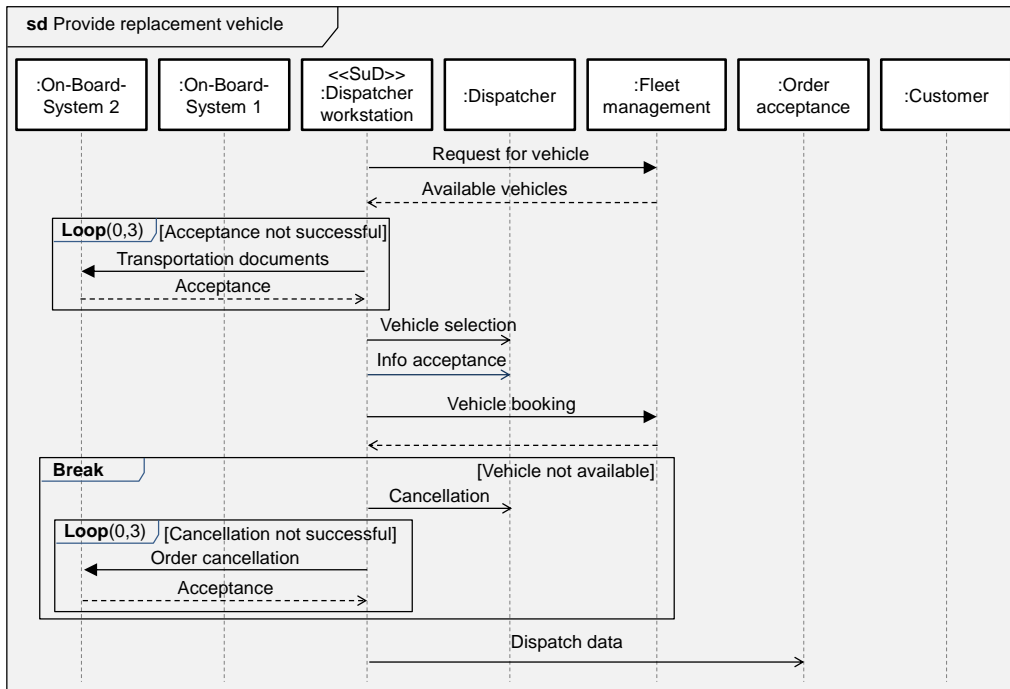 sd Provide replacement vehicle
:On-Board-
System 2
:On-Board-
System 1
<<SuD>>
:Dispatcher
workstation
:Dispatcher
:Fleet
management
:Order
acceptance
:Customer
Request for vehicle
Available vehicles
Loop(0,3) [Acceptance not successful]
Transportation documents
Acceptance
Vehicle selection
Info acceptance
Vehicle booking
Break [Vehicle not available]
Cancellation
Loop(0,3) [Cancellation not successful]
Order cancellation
Acceptance
Dispatch data